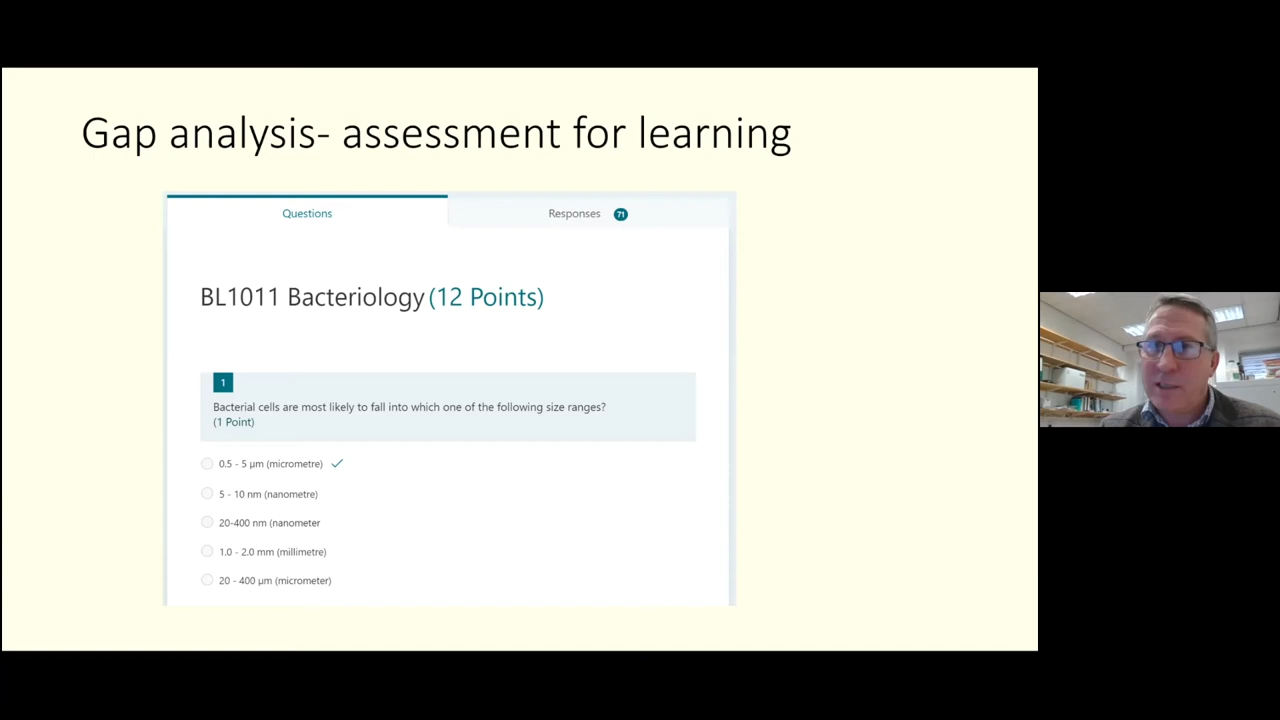 Gap analysis- assessment for learning
Questions
Responses 71
BL1011 Bacteriology (12 Points)
1
Bacterial cells are most likely to fall into which one of the following size ranges?
(1 Point)
0.5 - 5 μm (micrometre)
5 - 10 nm (nanometre)
20-400 nm (nanometer
1.0 - 2.0 mm (millimetre)
20 - 400 μm (micrometer)